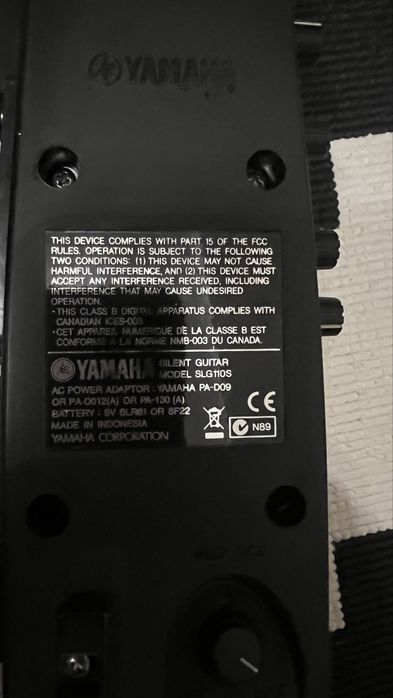 YAMAHA
THIS DEVICE COMPLIES WITH PART 15 OF THE FCC
RULES. OPERATION IS SUBJECT TO THE FOLLOWING
TWO CONDITIONS: (1) THIS DEVICE MAY NOT CAUSE
HARMFUL INTERFERENCE, AND (2) THIS DEVICE MUST
ACCEPT ANY INTERFERENCE RECEIVED, INCLUDING
INTERFERENCE THAT MAY CAUSE UNDESIRED
OPERATION.
•THIS CLASS B DIGITAL APPARATUS COMPLIES WITH
CANADIAN ICES-003
•CET APPAREIL NUMERIQUE DE LA CLASSE B EST
CONFORME A LA NORME NMB-003 DU CANADA.
YAMAHA SILENT GUITAR
MODEL SLG110S
AC POWER ADAPTOR : YAMAHA PA-D09
OR PA-D012(A) OR PA-130 (A)
BATTERY : 9V 6LR61 OR 6F22
MADE IN INDONESIA
YAMAHA CORPORATION
CE
N89